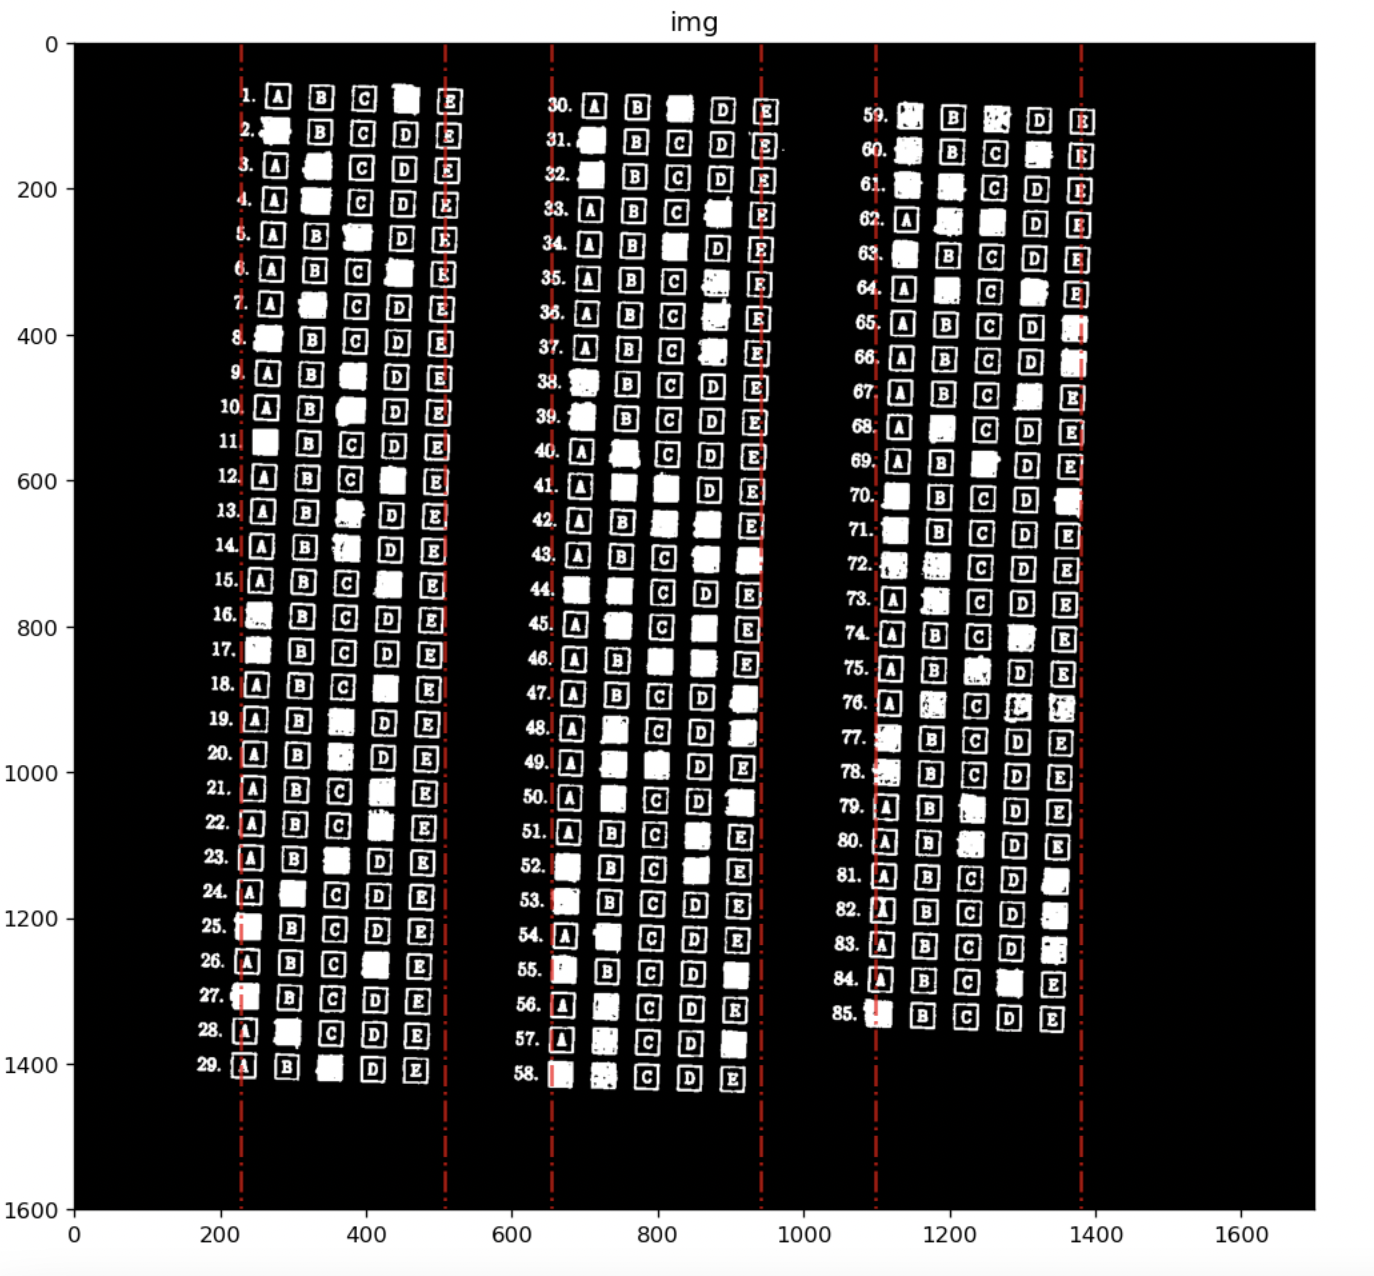 img
0
200
400
600
800
1000
1200
1400
1600
1. A B C E
2. B C D E
3. A C D E
4. A C D E
5. A B D E
6. A B C E
7. A C D E
8. B C D E
9. A B D E
10. A B D E
11. B C D E
12. A B C E
13. A B D E
14. A B D E
15. A B C E
16. B C D E
17. B C D E
18. A B C E
19. A B D E
20. A B D E
21. A B C E
22. A B C E
23. A B D E
24. A C D E
25. B C D E
26. A B C E
27. B C D E
28. A C D E
29. A B D E
30. A B D E
31. B C D E
32. B C D E
33. A B C E
34. A B D E
35. A B C E
36. A B C E
37. A B C E
38. B C D E
39. B C D E
40. A C D E
41. A D E
42. A B E
43. A B C
44. C D E
45. A C E
46. A B E
47. A B C D
48. A C D
49. A D E
50. A C D
51. A B C E
52. B C E
53. B C D E
54. A C D E
55. B C D
56. A C D E
57. A C D
58. C D E
59. B D E
60. B C E
61. C D E
62. A D E
63. B C D E
64. A C E
65. A B C D
66. A B C D
67. A B C E
68. A C D E
69. A B D E
70. B C D
71. B C D E
72. C D E
73. A C D E
74. A B C E
75. A B D E
76. A C
77. B C D E
78. B C D E
79. A B D E
80. A B D E
81. A B C D
82. A B C D
83. A B C D
84. A B C E
85. B C D E
0 200 400 600 800 1000 1200 1400 1600